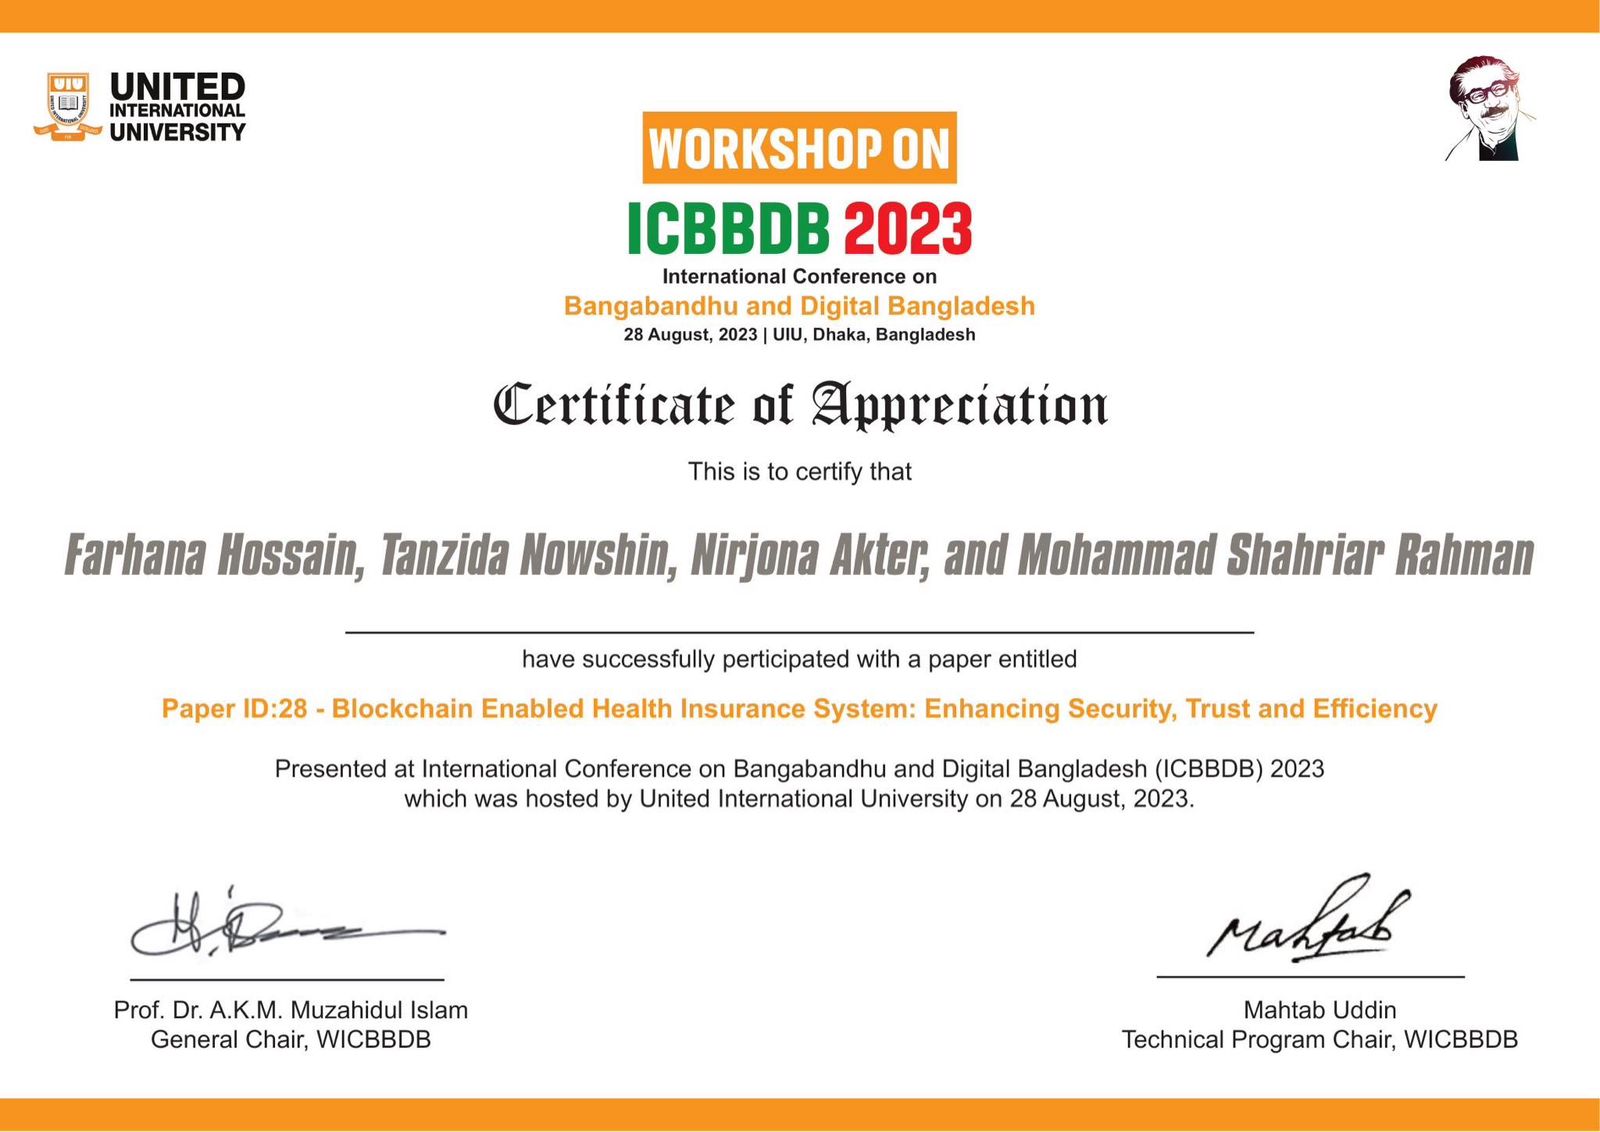 UIU
UNITED
INTERNATIONAL
UNIVERSITY
WORKSHOP ON
ICBBDB 2023
International Conference on
Bangabandhu and Digital Bangladesh
28 August, 2023 | UIU, Dhaka, Bangladesh
Certificate of Appreciation
This is to certify that
Farhana Hossain, Tanzida Nowshin, Nirjona Akter, and Mohammad Shahriar Rahman
have successfully perticipated with a paper entitled
Paper ID:28 - Blockchain Enabled Health Insurance System: Enhancing Security, Trust and Efficiency
Presented at International Conference on Bangabandhu and Digital Bangladesh (ICBBDB) 2023
which was hosted by United International University on 28 August, 2023.
Mahtab
Prof. Dr. A.K.M. Muzahidul Islam
General Chair, WICBBDB
Mahtab Uddin
Technical Program Chair, WICBBDB